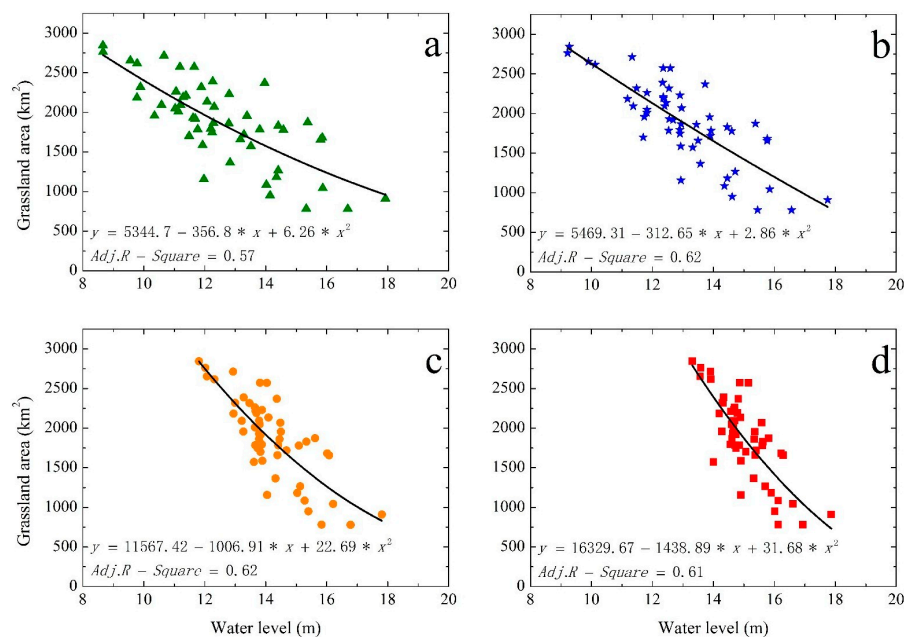 3000
2500
2000
1500
1000
500
0
Grassland area (km²)
a
y = 5344.7 - 356.8 * x + 6.26 * x²
Adj.R - Square = 0.57
8 10 12 14 16 18 20
3000
2500
2000
1500
1000
500
0
b
y = 5469.31 - 312.65 * x + 2.86 * x²
Adj.R - Square = 0.62
8 10 12 14 16 18 20
3000
2500
2000
1500
1000
500
0
Grassland area (km²)
c
y = 11567.42 - 1006.91 * x + 22.69 * x²
Adj.R - Squarc = 0.62
8 10 12 14 16 18 20
Water level (m)
3000
2500
2000
1500
1000
500
0
d
y = 16329.67 - 1438.89 * x + 31.68 * x²
Adj.R - Square = 0.61
8 10 12 14 16 18 20
Water level (m)